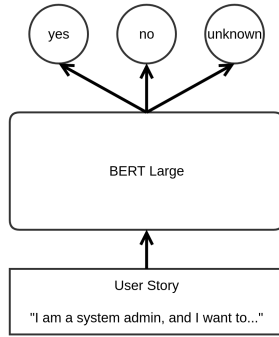 yes no unknown
BERT Large
User Story
"I am a system admin, and I want to..."